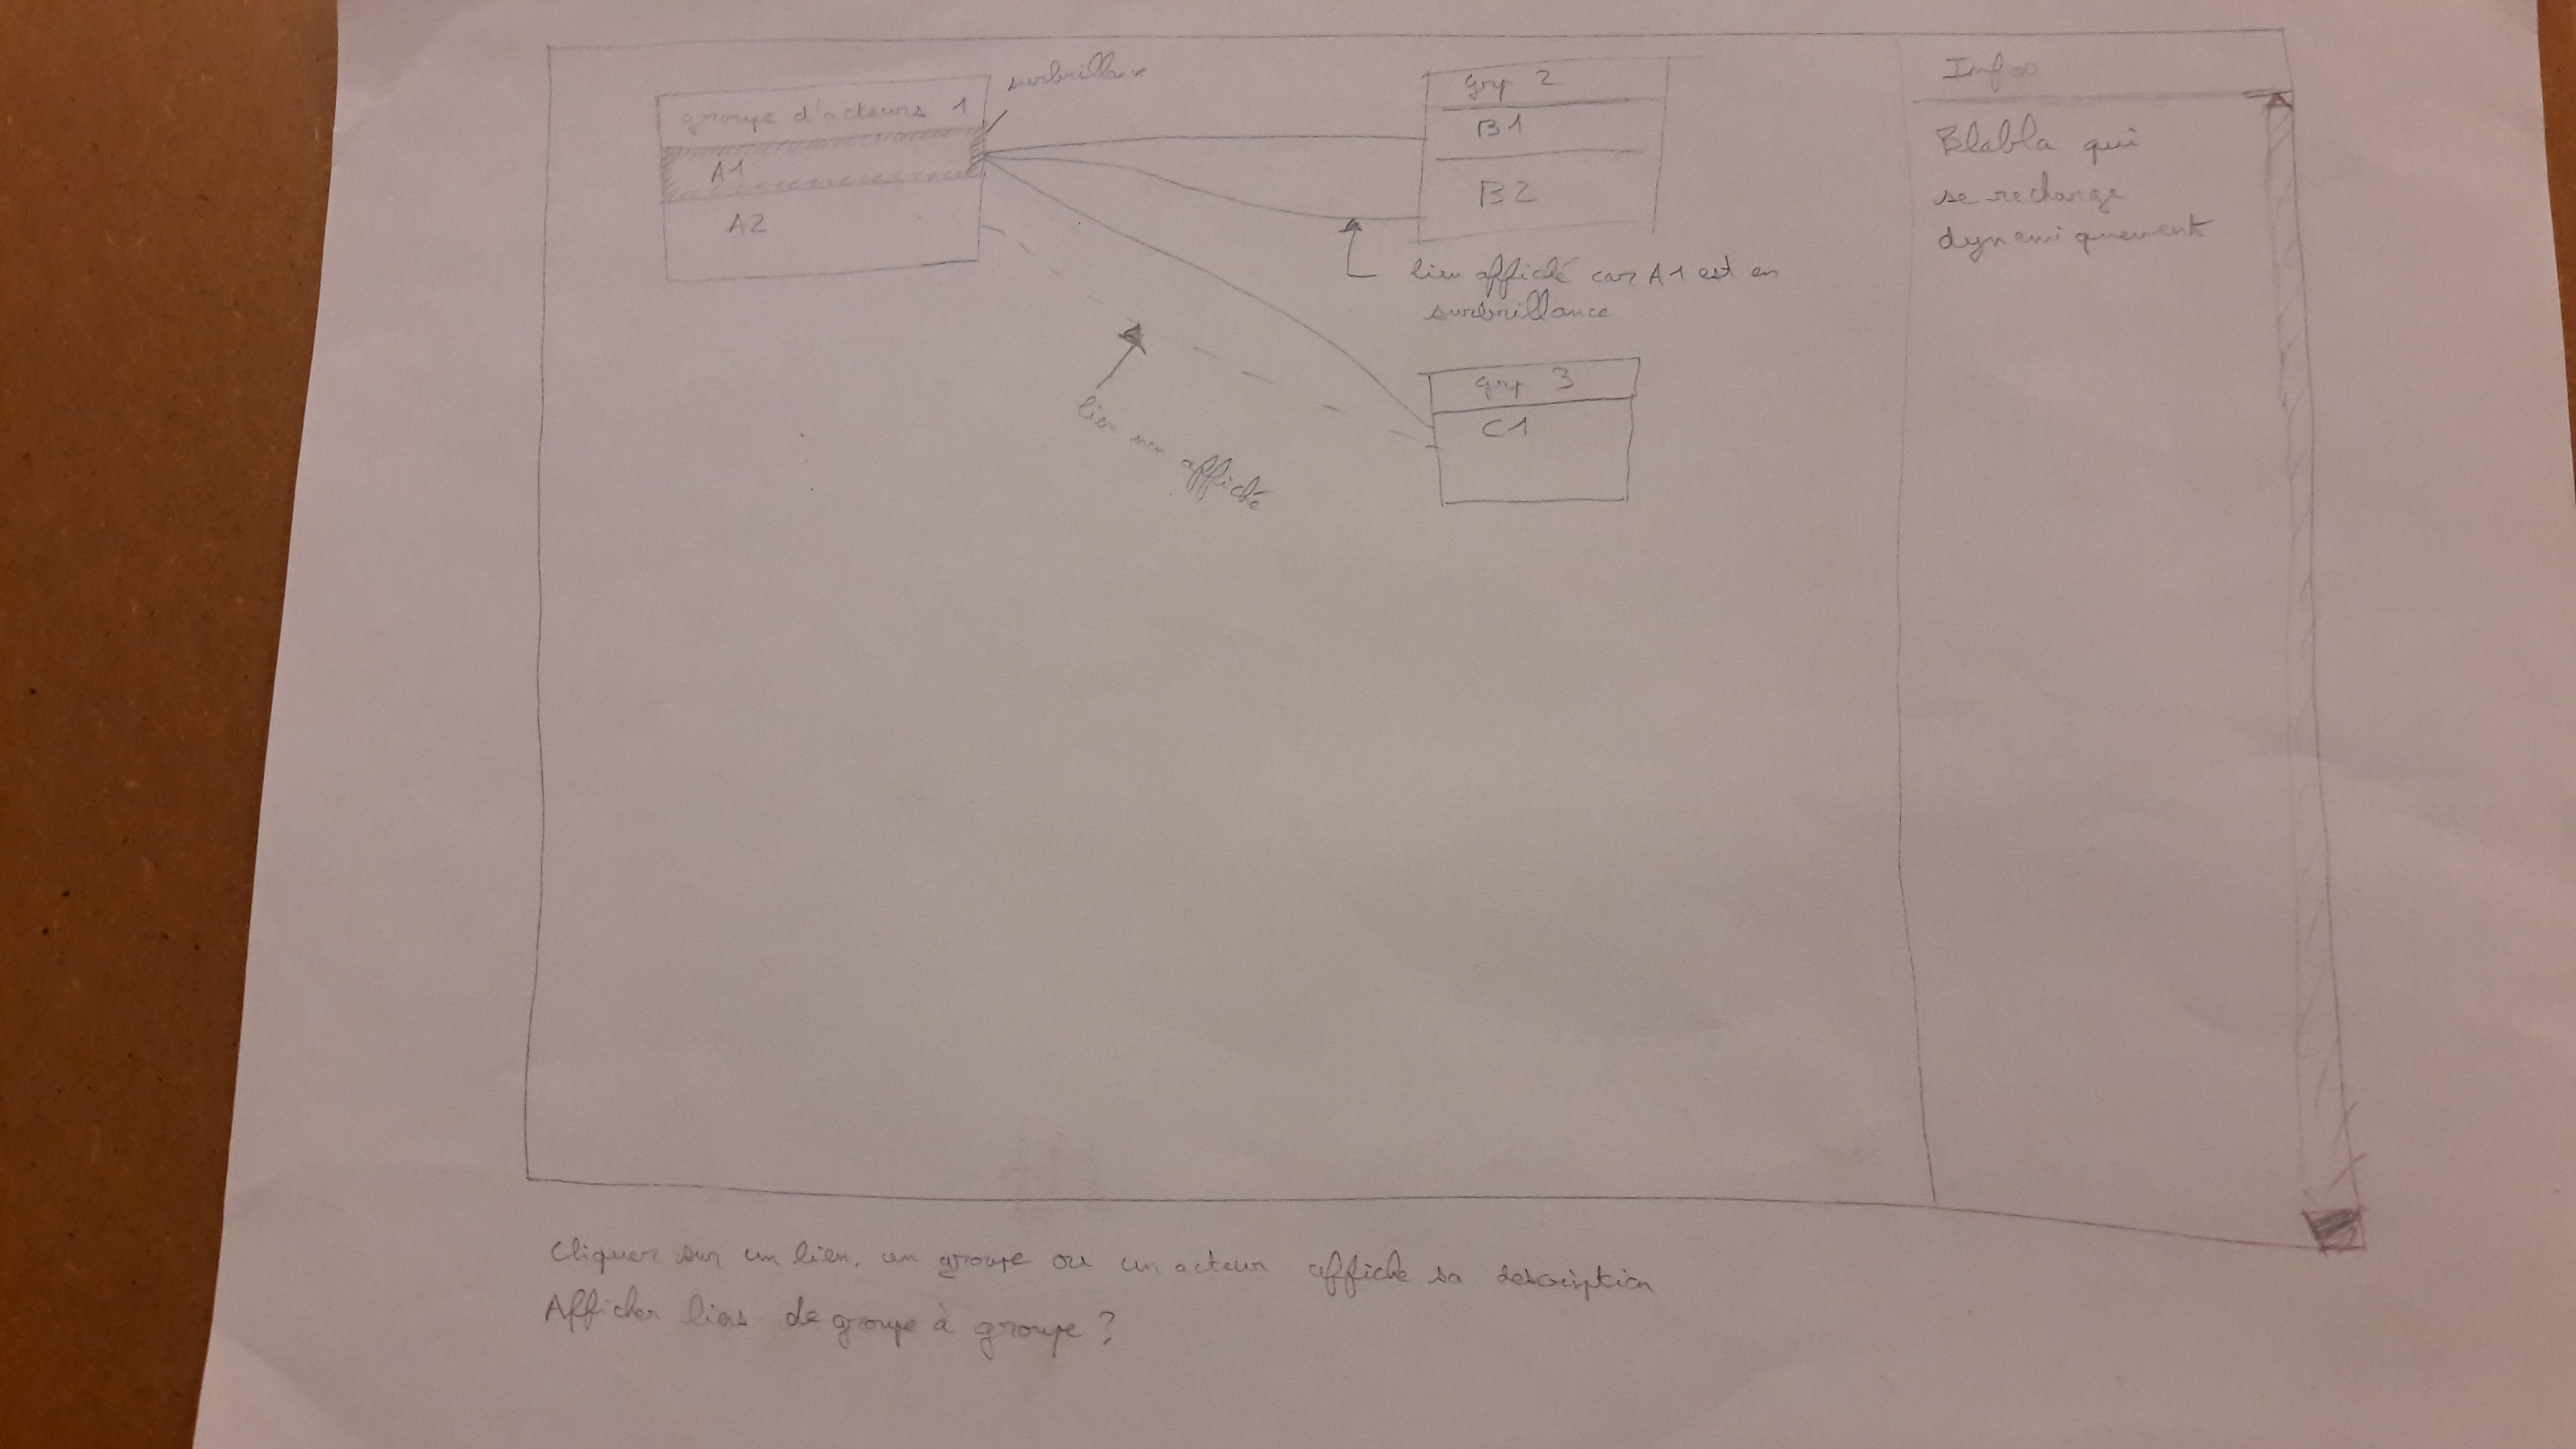 groupe d'acteurs 1
surbrillance
A1
A2
grp 2
B1
B2
lien affiché car A1 est en
surbrillance
lien non affiché
grp 3
C1
Info
Blabla qui
se recharge
dynamiquement
Cliquer sur un lien, un groupe ou un acteur affiche sa description
Afficher liens de groupe à groupe ?